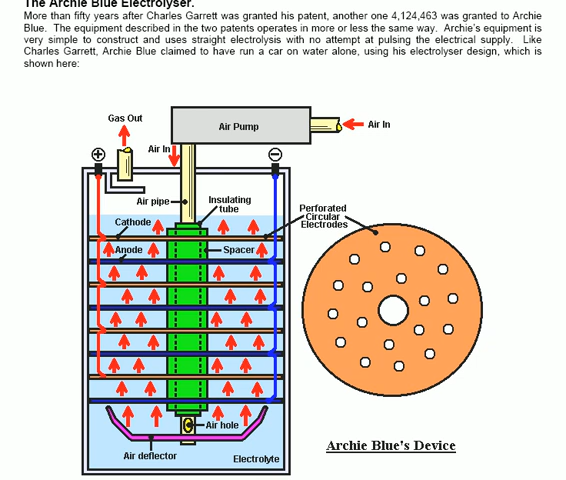 The Archie Blue Electrolyser.
More than fifty years after Charles Garrett was granted his patent, another one 4,124,463 was granted to Archie
Blue. The equipment described in the two patents operates in more or less the same way. Archie's equipment is
very simple to construct and uses straight electrolysis with no attempt at pulsing the electrical supply. Like
Charles Garrett, Archie Blue claimed to have run a car on water alone, using his electrolyser design, which is
shown here:
Gas Out
Air Pump
Air In
Air In
+
−
Air pipe
Insulating
tube
Perforated
Circular
Electrodes
Cathode
Anode
Spacer
Air hole
Air deflector
Electrolyte
Archie Blue's Device